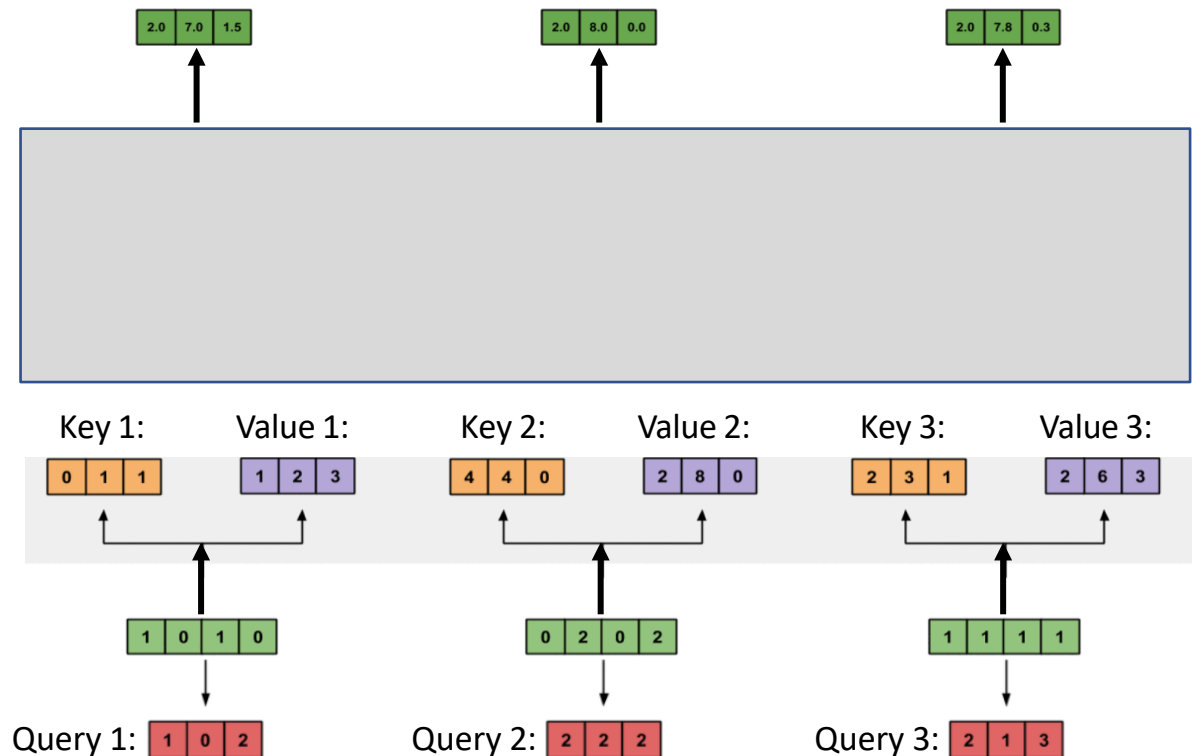 2.0 7.0 1.5 2.0 8.0 0.0 2.0 7.8 0.3
Key 1: Value 1: Key 2: Value 2: Key 3: Value 3:
0 1 1 1 2 3 4 4 0 2 8 0 2 3 1 2 6 3
1 0 1 0 0 2 0 2 1 1 1 1
Query 1: 1 0 2 Query 2: 2 2 2 Query 3: 2 1 3